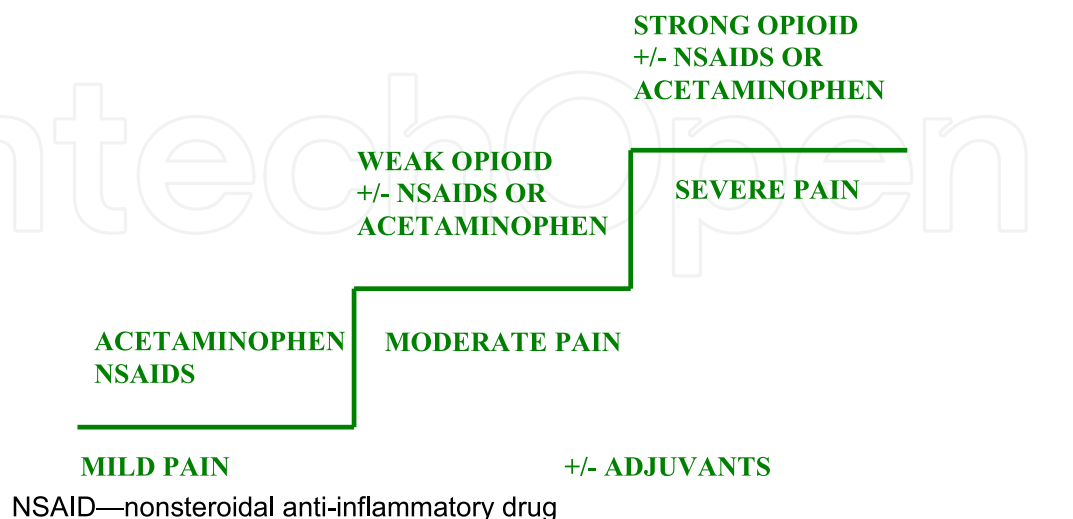 STRONG OPIOID
+/- NSAIDS OR
ACETAMINOPHEN
WEAK OPIOID
+/- NSAIDS OR
ACETAMINOPHEN
SEVERE PAIN
ACETAMINOPHEN
NSAIDS
MODERATE PAIN
MILD PAIN
+/- ADJUVANTS
NSAID—nonsteroidal anti-inflammatory drug
ntechOpen